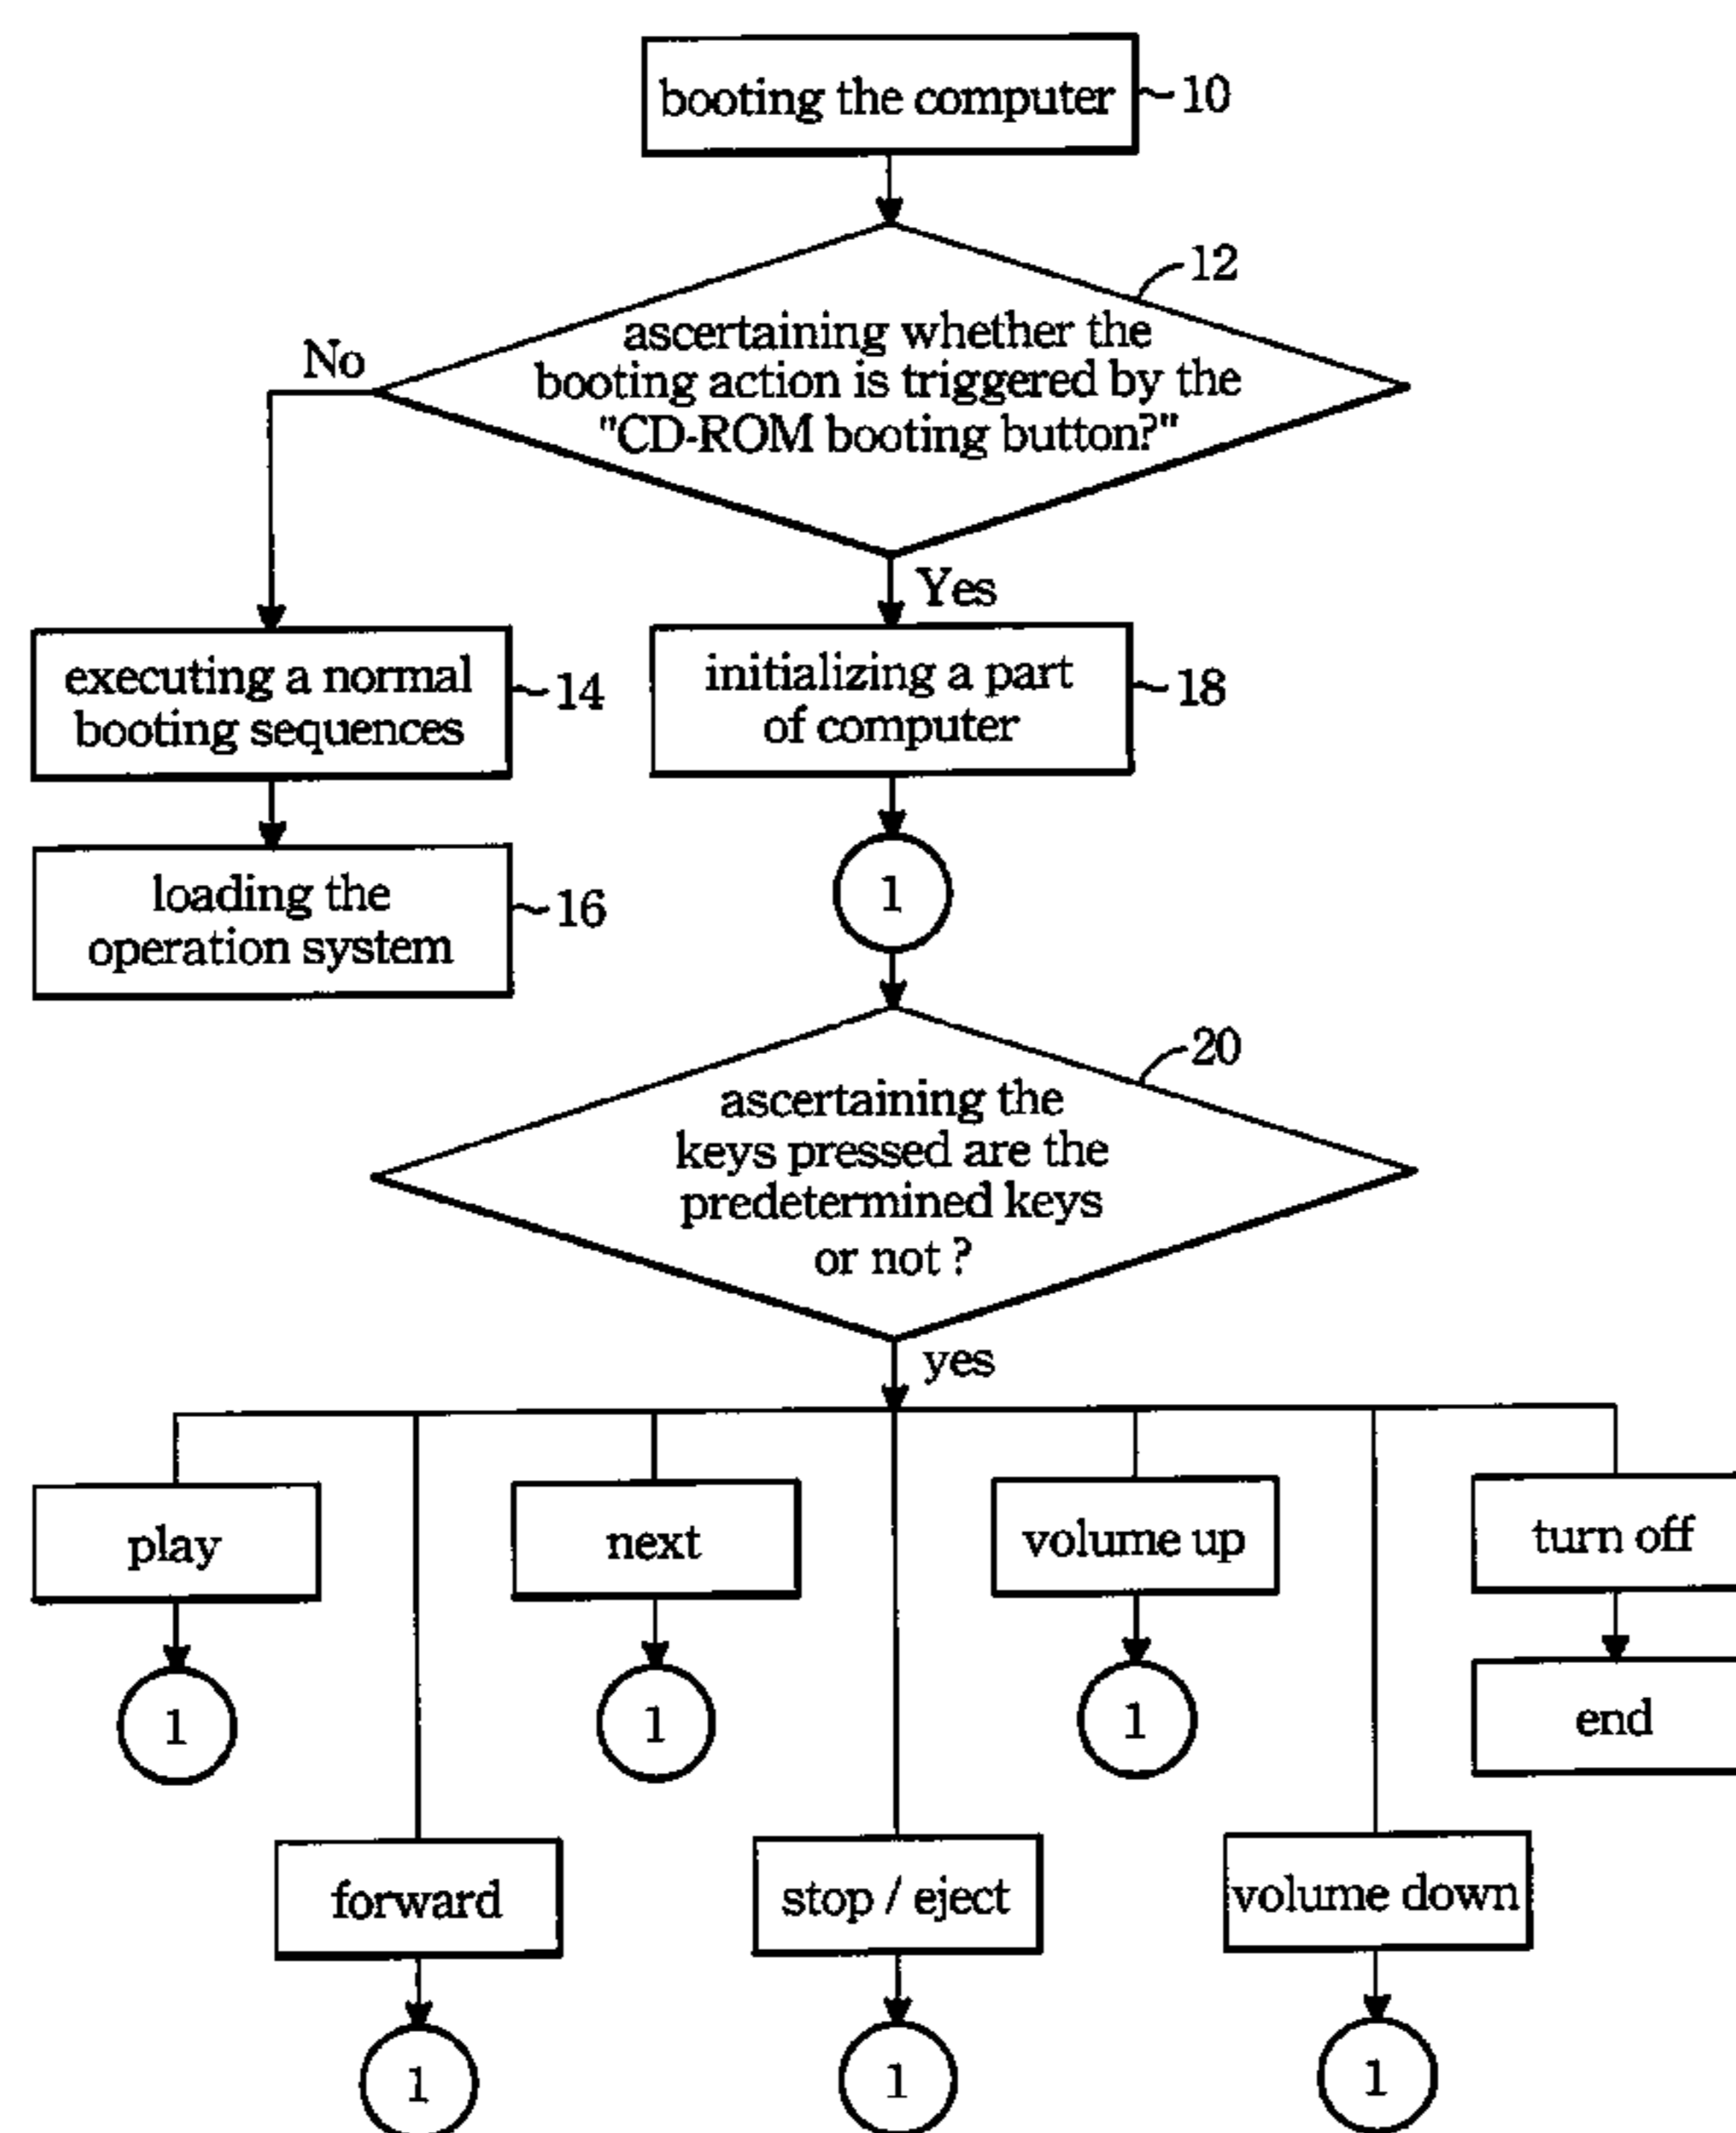 booting the computer
10
12
ascertaining whether the
booting action is triggered by the
"CD-ROM booting button?"
No
Yes
executing a normal
booting sequences
14
initializing a part
of computer
18
loading the
operation system
16
1
20
ascertaining the
keys pressed are the
predetermined keys
or not ?
yes
play
next
volume up
turn off
1
1
1
end
forward
stop / eject
volume down
1
1
1